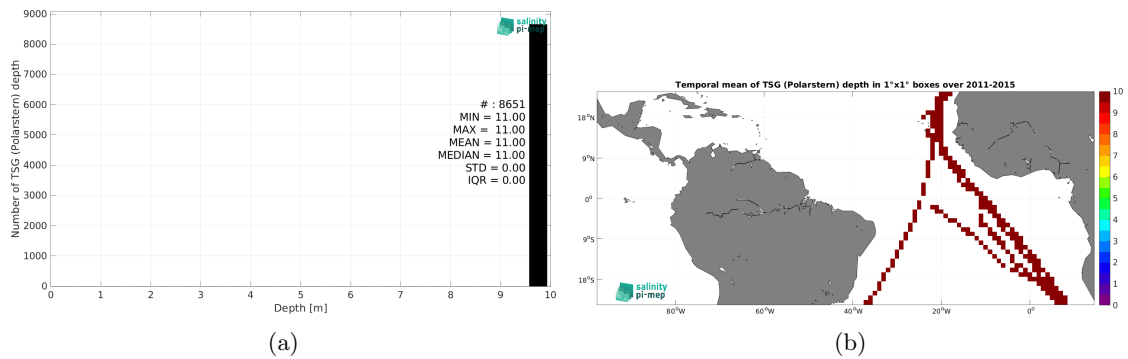 9000
8000
7000
6000
5000
4000
3000
2000
1000
0
Number of TSG (Polarstern) depth
salinity
pi-mep
# : 8651
MIN = 11.00
MAX = 11.00
MEAN = 11.00
MEDIAN = 11.00
STD = 0.00
IQR = 0.00
0 1 2 3 4 5 6 7 8 9 10
Depth [m]
(a)
Temporal mean of TSG (Polarstern) depth in 1°x1° boxes over 2011-2015
18°N
9°N
0°
9°S
18°S
salinity
pi-mep
80°W 60°W 40°W 20°W 0°
10
9
8
7
6
5
4
3
2
1
0
(b)